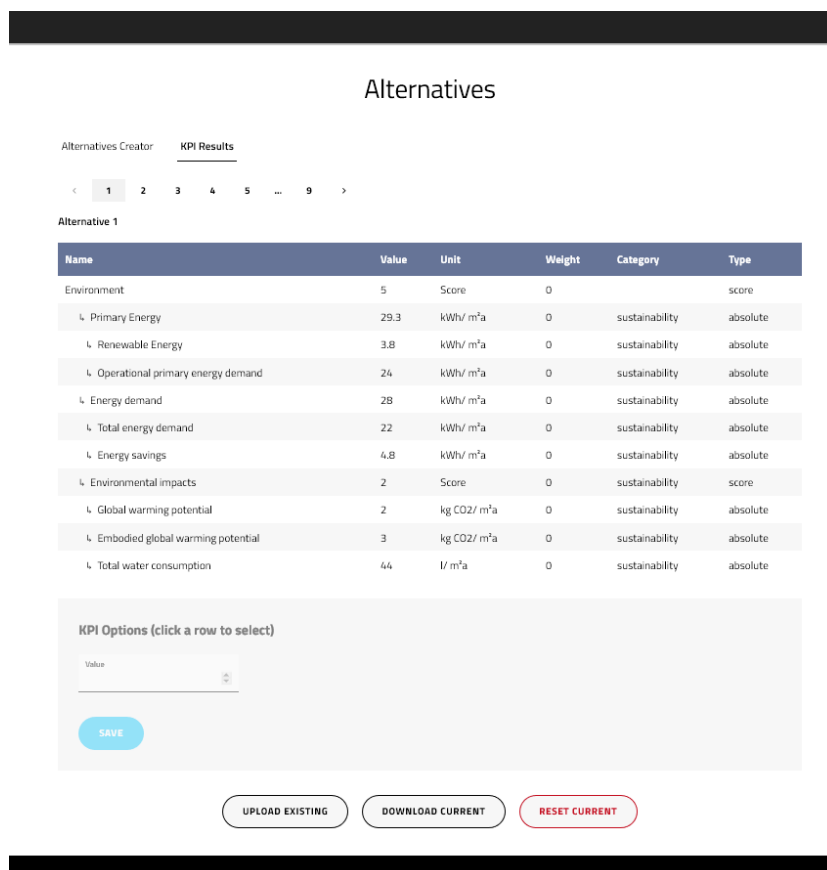 Alternatives
Alternatives Creator KPI Results
< 1 2 3 4 5 ... 9 >
Alternative 1
Name Value Unit Weight Category Type
Environment 5 Score 0 score
↳ Primary Energy 29.3 kWh/ m²a 0 sustainability absolute
↳ Renewable Energy 3.8 kWh/ m²a 0 sustainability absolute
↳ Operational primary energy demand 24 kWh/ m²a 0 sustainability absolute
↳ Energy demand 28 kWh/ m²a 0 sustainability absolute
↳ Total energy demand 22 kWh/ m²a 0 sustainability absolute
↳ Energy savings 4.8 kWh/ m²a 0 sustainability absolute
↳ Environmental impacts 2 Score 0 sustainability score
↳ Global warming potential 2 kg CO2/ m²a 0 sustainability absolute
↳ Embodied global warming potential 3 kg CO2/ m²a 0 sustainability absolute
↳ Total water consumption 44 l/ m²a 0 sustainability absolute
KPI Options (click a row to select)
Value
SAVE
UPLOAD EXISTING DOWNLOAD CURRENT RESET CURRENT